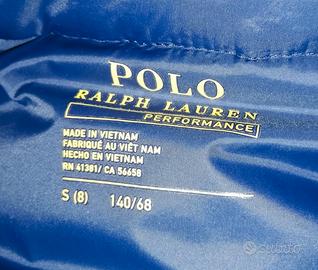 POLO
RALPH LAUREN
PERFORMANCE
MADE IN VIETNAM
FABRIQUÉ AU VIÊT NAM
HECHO EN VIETNAM
RN 41381/ CA 56658
S (8) 140/68
subito